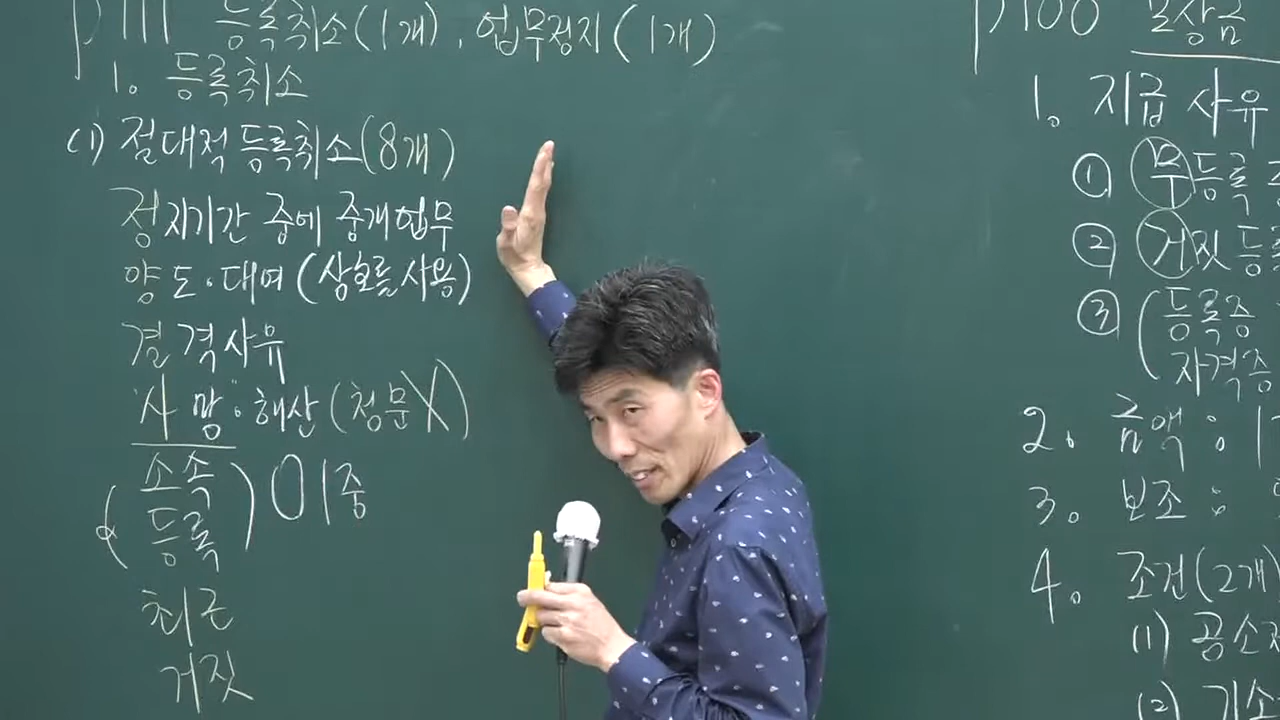 p 111 등록취소(1개), 업무정지(1개)
1. 등록취소
(1) 절대적 등록취소(8개)
정지기간 중에 중개업무
양도·대여(상호를 사용)
결격사유
"사망"·해산(청문X)
소속
등록
이중
최근
거짓
p100 포상금
1. 지급 사유
① 무등록
② 거짓 등록
③ 등록증
자격증
2. 금액 : 1
3. 보조 :
4. 조건(2개)
(1) 공소
(2) 기소